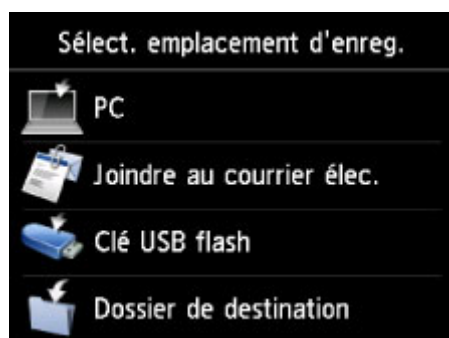 Sélect. emplacement d'enreg.
PC
Joindre au courrier élec.
Clé USB flash
Dossier de destination